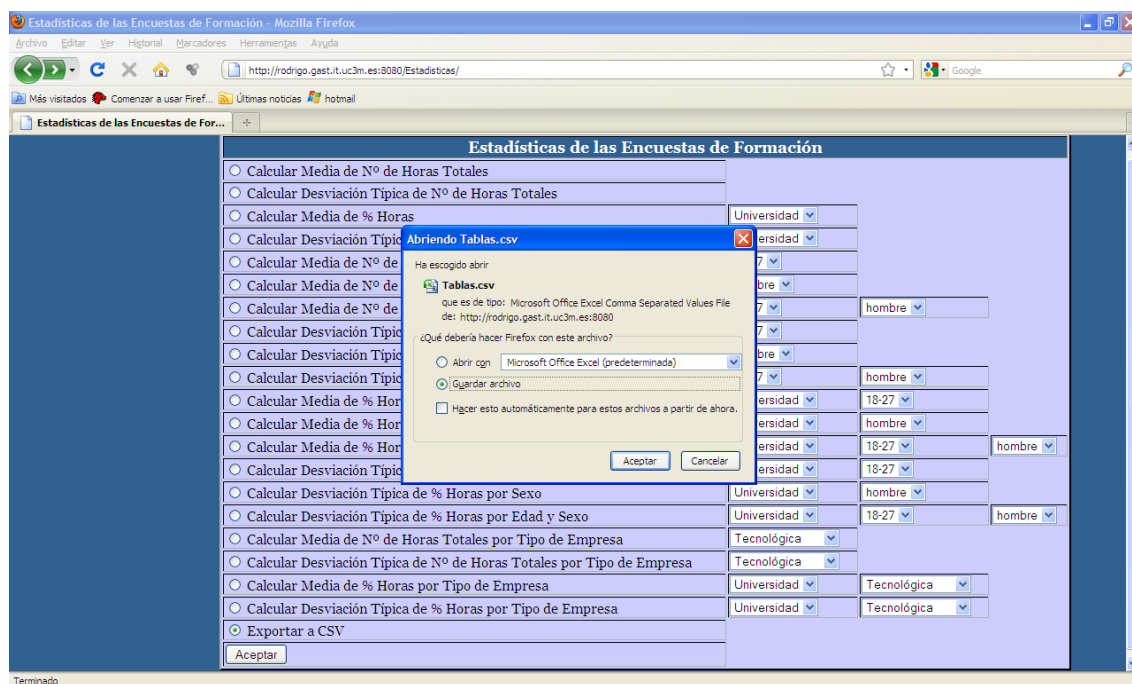 Estadísticas de las Encuestas de Formación - Mozilla Firefox
Archivo Editar Ver Historial Marcadores Herramientas Ayuda
http://rodrigo.gast.it.uc3m.es:8080/Estadisticas/ Google
Más visitados Comenzar a usar Firef... Últimas noticias hotmail
Estadísticas de las Encuestas de For...
Estadísticas de las Encuestas de Formación
Calcular Media de Nº de Horas Totales
Calcular Desviación Típica de Nº de Horas Totales
Calcular Media de % Horas Universidad
Calcular Desviación Típic ersidad
Calcular Media de Nº de 7
Calcular Media de Nº de bre
Calcular Media de Nº de 7 hombre
Calcular Desviación Típic 7
Calcular Desviación Típic bre
Calcular Desviación Típic 7 hombre
Calcular Media de % Hor ersidad 18-27
Calcular Media de % Hor ersidad hombre
Calcular Media de % Hor ersidad 18-27 hombre
Calcular Desviación Típic ersidad 18-27
Calcular Desviación Típica de % Horas por Sexo Universidad hombre
Calcular Desviación Típica de % Horas por Edad y Sexo Universidad 18-27 hombre
Calcular Media de Nº de Horas Totales por Tipo de Empresa Tecnológica
Calcular Desviación Típica de Nº de Horas Totales por Tipo de Empresa Tecnológica
Calcular Media de % Horas por Tipo de Empresa Universidad Tecnológica
Calcular Desviación Típica de % Horas por Tipo de Empresa Universidad Tecnológica
Exportar a CSV
Aceptar
Abriendo Tablas.csv
Ha escogido abrir
Tablas.csv
que es de tipo: Microsoft Office Excel Comma Separated Values File
de: http://rodrigo.gast.it.uc3m.es:8080
¿Qué debería hacer Firefox con este archivo?
Abrir con Microsoft Office Excel (predeterminada)
Guardar archivo
Hacer esto automáticamente para estos archivos a partir de ahora.
Aceptar Cancelar
Terminado